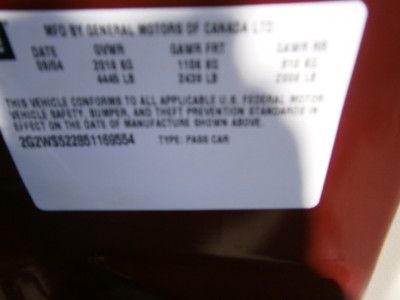 MFG BY GENERAL MOTORS OF CANADA LTD
DATE GVWR GAWR FRT GAWR RR
09/04 2016 KG 1106 KG 910 KG
4445 LB 2439 LB 2006 LB
THIS VEHICLE CONFORMS TO ALL APPLICABLE U.S. FEDERAL MOTOR
VEHICLE SAFETY, BUMPER, AND THEFT PREVENTION STANDARDS IN
EFFECT ON THE DATE OF MANUFACTURE SHOWN ABOVE.
2G2WS522851169554 TYPE: PASS CAR